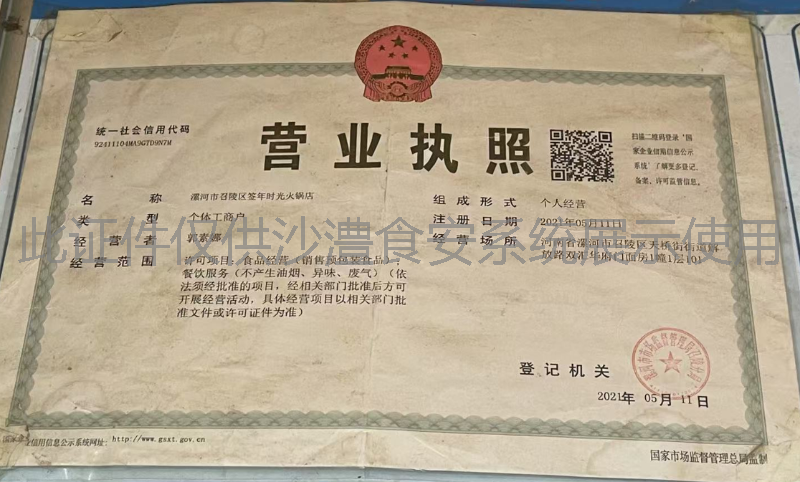 统一社会信用代码
92411104MA9GTD9N7M
营业执照
扫描二维码登录“国
家企业信用信息公示
系统”了解更多登记、
备案、许可监管信息。
名称 漯河市召陵区签年时光火锅店
类型 个体工商户
经营者 郭素娜
经营范围 许可项目：食品经营（销售预包装食品）；
餐饮服务（不产生油烟、异味、废气）（依
法须经批准的项目，经相关部门批准后方可
开展经营活动，具体经营项目以相关部门批
准文件或许可证件为准）
组成形式 个人经营
注册日期 2021年05月11日
经营场所 河南省漯河市召陵区天桥街街道解
放路双汇华府门面房1幢1层101
此证件仅供沙澧食安系统展示使用
登记机关
2021年05月11日
国家企业信用信息公示系统网址：http://www.gsxt.gov.cn
国家市场监督管理总局监制